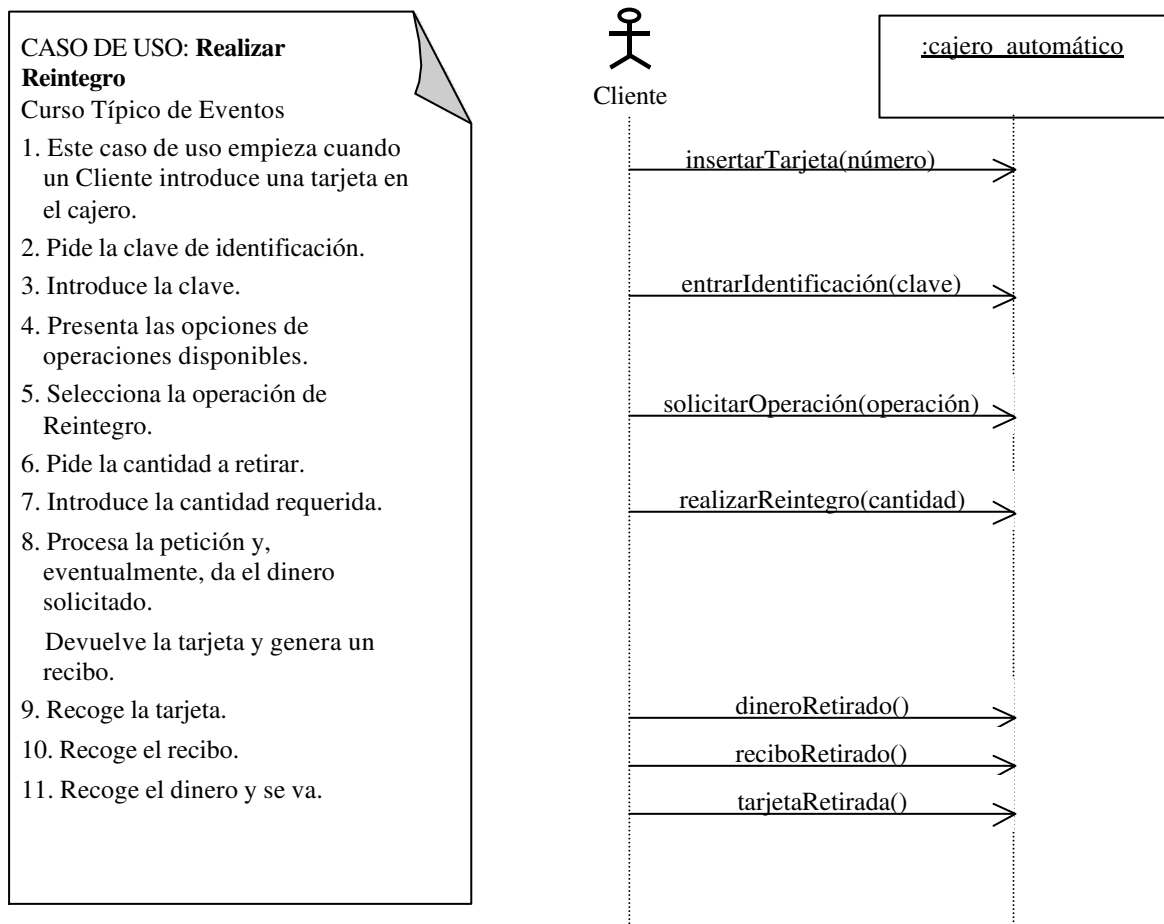 CASO DE USO: Realizar
Reintegro
Curso Típico de Eventos
1. Este caso de uso empieza cuando
un Cliente introduce una tarjeta en
el cajero.
2. Pide la clave de identificación.
3. Introduce la clave.
4. Presenta las opciones de
operaciones disponibles.
5. Selecciona la operación de
Reintegro.
6. Pide la cantidad a retirar.
7. Introduce la cantidad requerida.
8. Procesa la petición y,
eventualmente, da el dinero
solicitado.
Devuelve la tarjeta y genera un
recibo.
9. Recoge la tarjeta.
10. Recoge el recibo.
11. Recoge el dinero y se va.
Cliente
:cajero automático
insertarTarjeta(número)
entrarIdentificación(clave)
solicitarOperación(operación)
realizarReintegro(cantidad)
dineroRetirado()
reciboRetirado()
tarjetaRetirada()